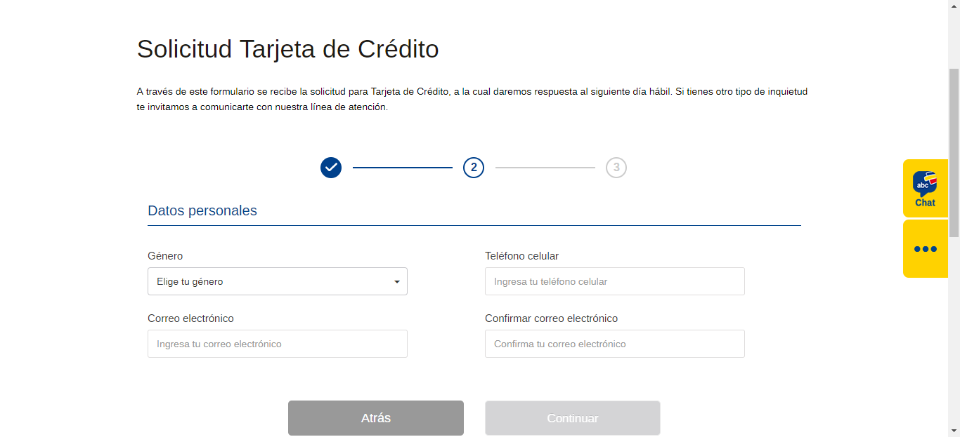 Solicitud Tarjeta de Crédito
A través de este formulario se recibe la solicitud para Tarjeta de Crédito, a la cual daremos respuesta al siguiente día hábil. Si tienes otro tipo de inquietud
te invitamos a comunicarte con nuestra línea de atención.
2
3
Datos personales
Género
Teléfono celular
Elige tu género
Ingresa tu teléfono celular
Correo electrónico
Confirmar correo electrónico
Ingresa tu correo electrónico
Confirma tu correo electrónico
Atrás
Continuar
abc
Chat